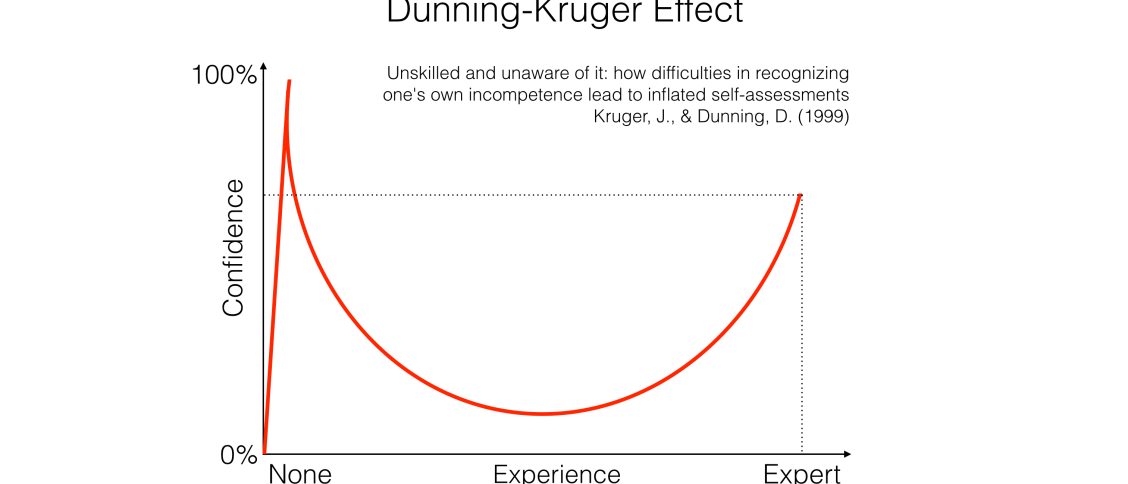 Dunning-Kruger Effect
100%
Unskilled and unaware of it: how difficulties in recognizing
one's own incompetence lead to inflated self-assessments
Kruger, J., & Dunning, D. (1999)
Confidence
0%
None
Experience
Expert